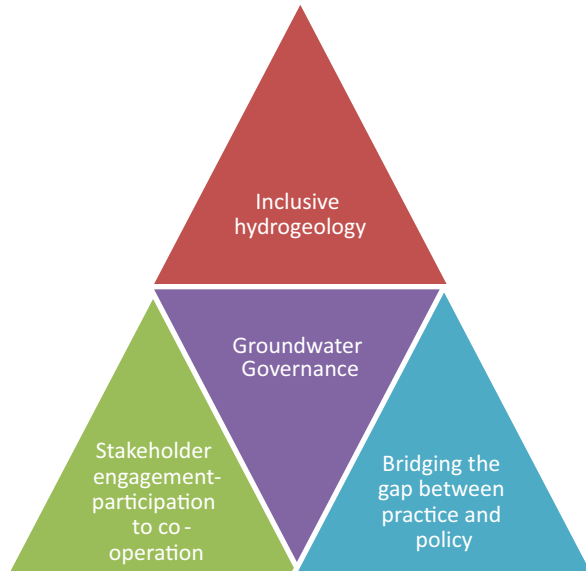 Inclusive
hydrogeology
Groundwater
Governance
Stakeholder
engagement-
participation
to co-
operation
Bridging the
gap between
practice and
policy